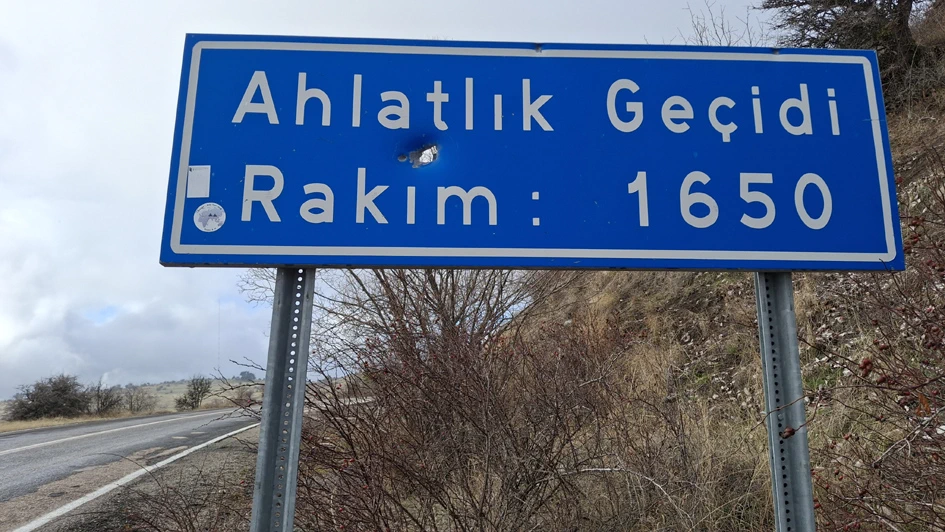 Ahlatlık Geçidi
Rakım : 1650